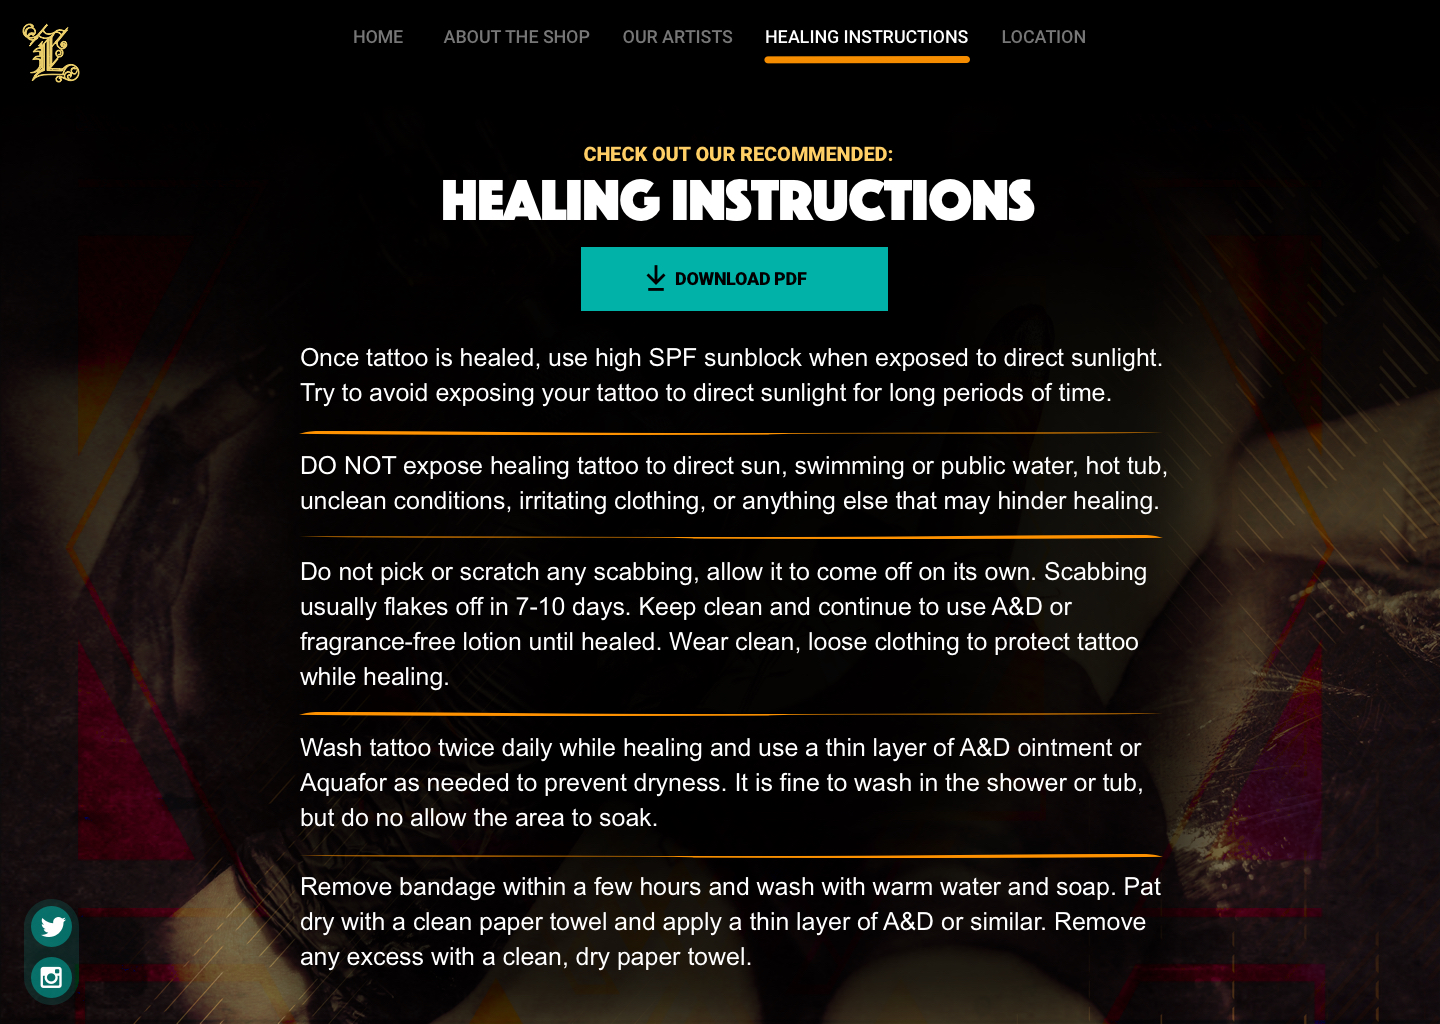 HOME ABOUT THE SHOP OUR ARTISTS HEALING INSTRUCTIONS LOCATION
CHECK OUT OUR RECOMMENDED:
HEALING INSTRUCTIONS
DOWNLOAD PDF
Once tattoo is healed, use high SPF sunblock when exposed to direct sunlight.
Try to avoid exposing your tattoo to direct sunlight for long periods of time.
DO NOT expose healing tattoo to direct sun, swimming or public water, hot tub,
unclean conditions, irritating clothing, or anything else that may hinder healing.
Do not pick or scratch any scabbing, allow it to come off on its own. Scabbing
usually flakes off in 7-10 days. Keep clean and continue to use A&D or
fragrance-free lotion until healed. Wear clean, loose clothing to protect tattoo
while healing.
Wash tattoo twice daily while healing and use a thin layer of A&D ointment or
Aquafor as needed to prevent dryness. It is fine to wash in the shower or tub,
but do no allow the area to soak.
Remove bandage within a few hours and wash with warm water and soap. Pat
dry with a clean paper towel and apply a thin layer of A&D or similar. Remove
any excess with a clean, dry paper towel.